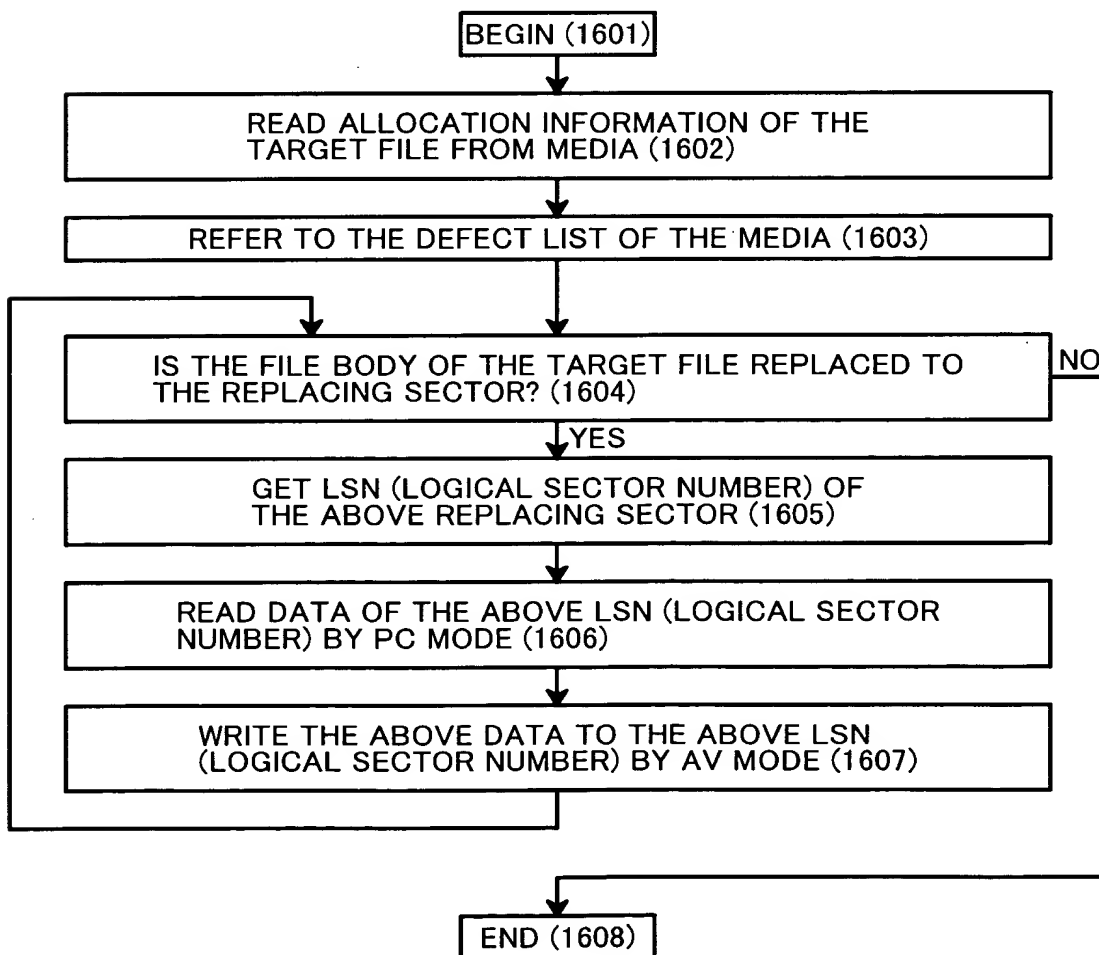 BEGIN (1601)
READ ALLOCATION INFORMATION OF THE
TARGET FILE FROM MEDIA (1602)
REFER TO THE DEFECT LIST OF THE MEDIA (1603)
IS THE FILE BODY OF THE TARGET FILE REPLACED TO
THE REPLACING SECTOR? (1604)
NO
YES
GET LSN (LOGICAL SECTOR NUMBER) OF
THE ABOVE REPLACING SECTOR (1605)
READ DATA OF THE ABOVE LSN (LOGICAL SECTOR
NUMBER) BY PC MODE (1606)
WRITE THE ABOVE DATA TO THE ABOVE LSN
(LOGICAL SECTOR NUMBER) BY AV MODE (1607)
END (1608)